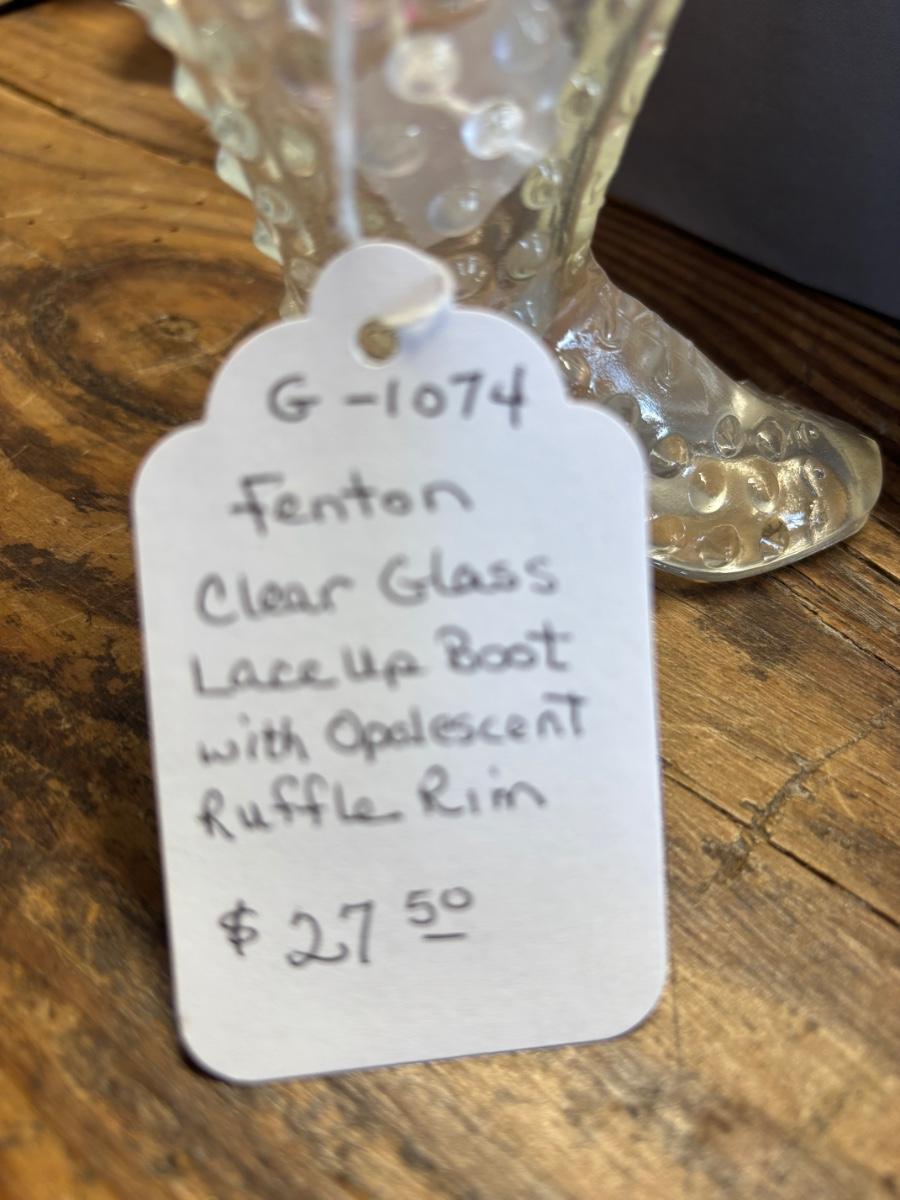 G-1074
Fenton
Clear Glass
Lace Up Boot
with Opalescent
Ruffle Rim
$27 50